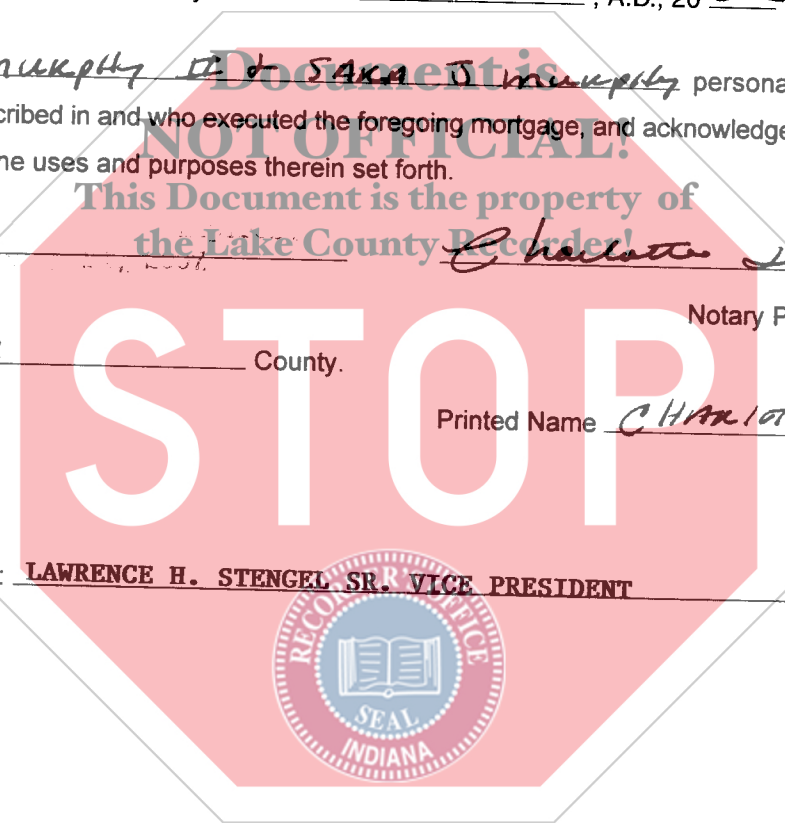 , A.D., 20
Murphy II & SARA J Murphy persona
cribed in and who executed the foregoing mortgage, and acknowledge
ne uses and purposes therein set forth.
Document is
NOT OFFICIAL!
This Document is the property of
the Lake County Recorder!
Charlotte
Notary P
County.
Printed Name CHARlOT
STOP
: LAWRENCE H. STENGEL SR. VICE PRESIDENT
RECORDER'S OFFICE
SEAL
INDIANA